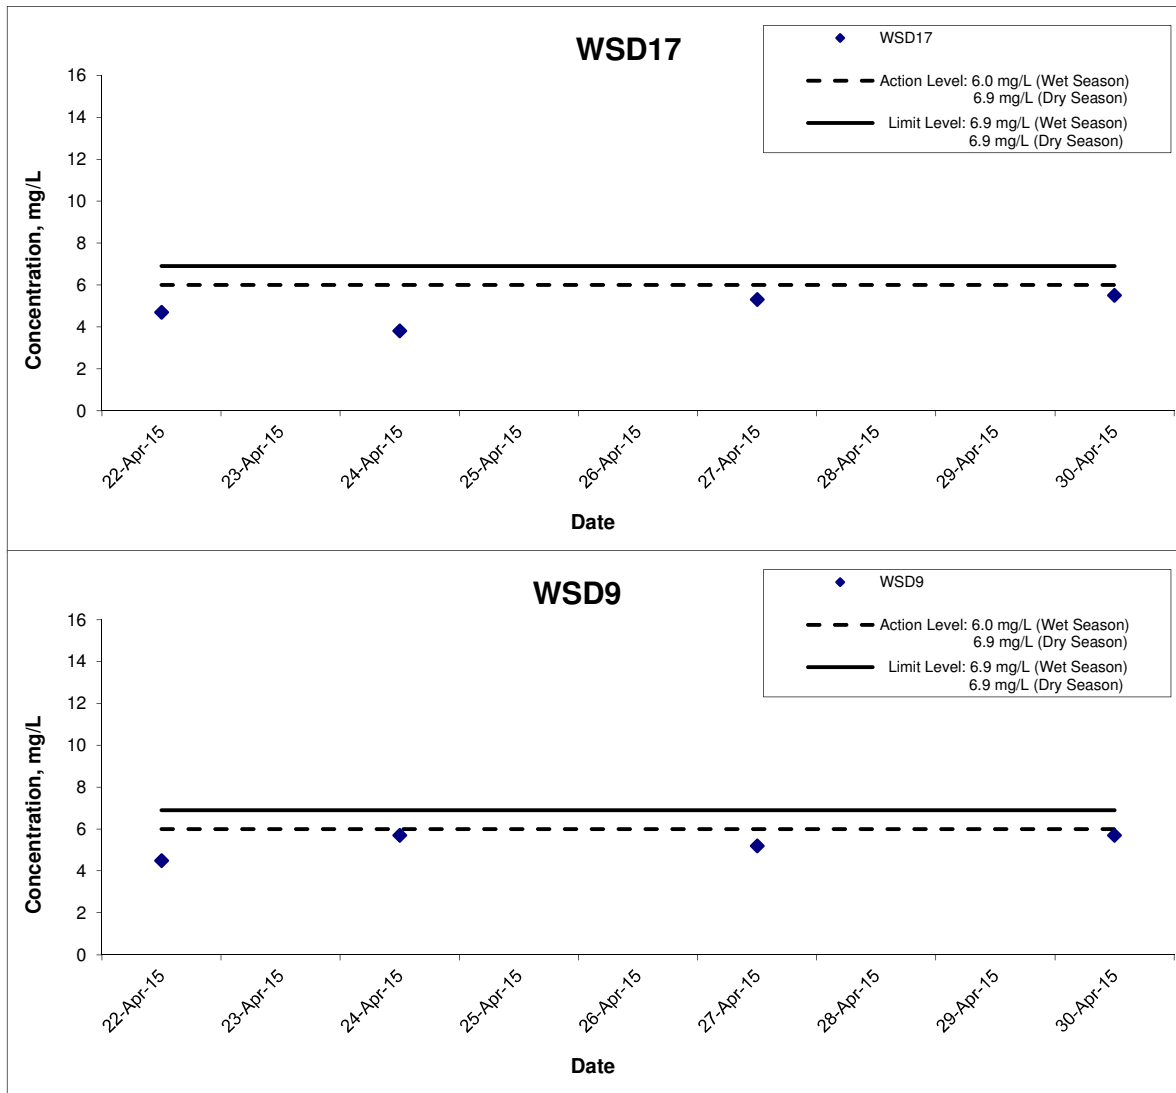 WSD17
WSD17
Action Level: 6.0 mg/L (Wet Season)
6.9 mg/L (Dry Season)
Limit Level: 6.9 mg/L (Wet Season)
6.9 mg/L (Dry Season)
Concentration, mg/L
16
14
12
10
8
6
4
2
0
22-Apr-15
23-Apr-15
24-Apr-15
25-Apr-15
26-Apr-15
27-Apr-15
28-Apr-15
29-Apr-15
30-Apr-15
Date
WSD9
WSD9
Action Level: 6.0 mg/L (Wet Season)
6.9 mg/L (Dry Season)
Limit Level: 6.9 mg/L (Wet Season)
6.9 mg/L (Dry Season)
Concentration, mg/L
16
14
12
10
8
6
4
2
0
22-Apr-15
23-Apr-15
24-Apr-15
25-Apr-15
26-Apr-15
27-Apr-15
28-Apr-15
29-Apr-15
30-Apr-15
Date